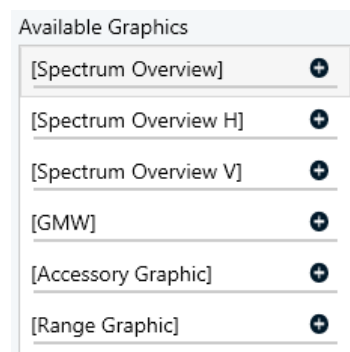 Available Graphics
[Spectrum Overview]
[Spectrum Overview H]
[Spectrum Overview V]
[GMW]
[Accessory Graphic]
[Range Graphic]